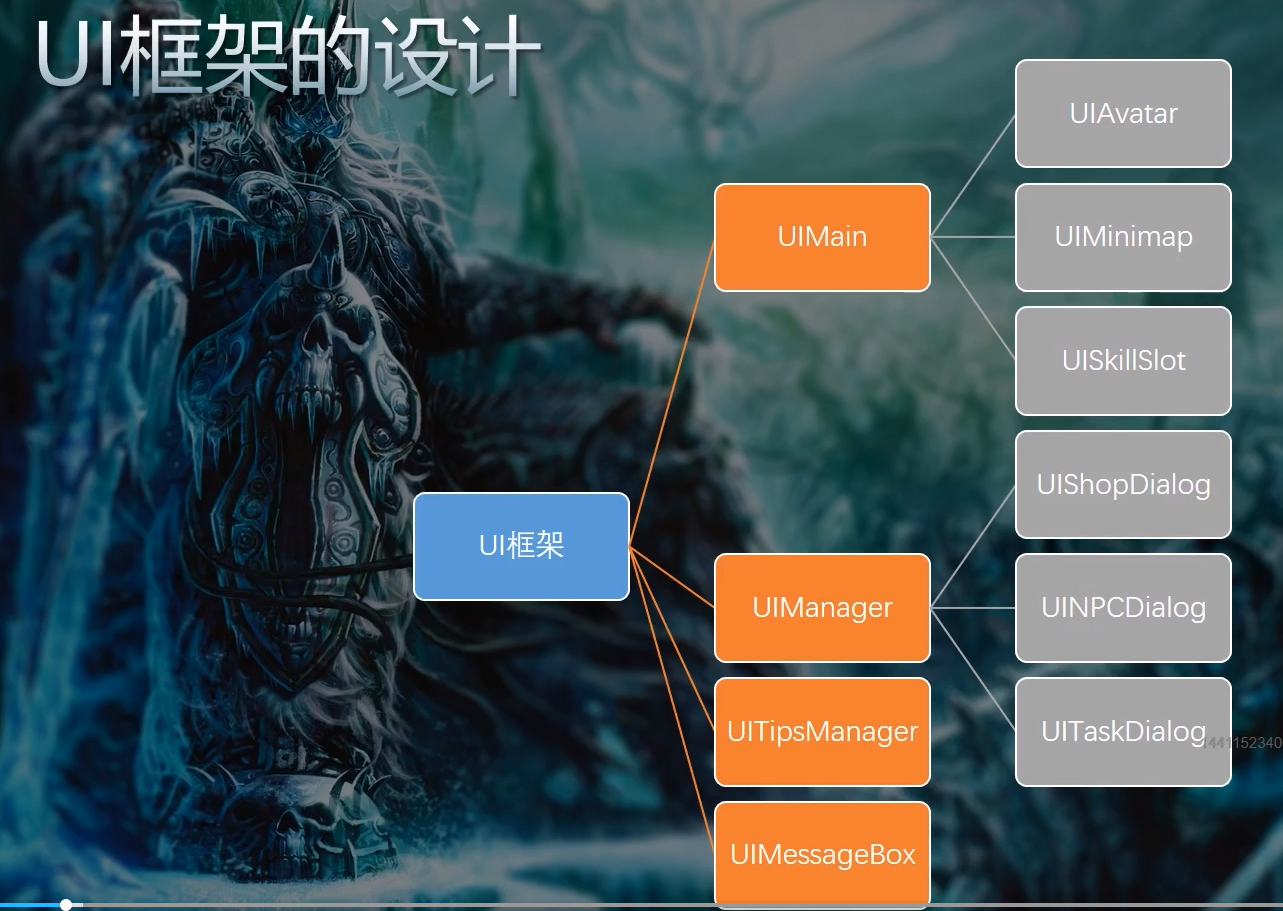 UI框架的设计
UIAvatar
UIMain
UIMinimap
UISkillSlot
UIShopDialog
UI框架
UIManager
UINPCDialog
UITipsManager
UITaskDialog
1441152340
UIMessageBox